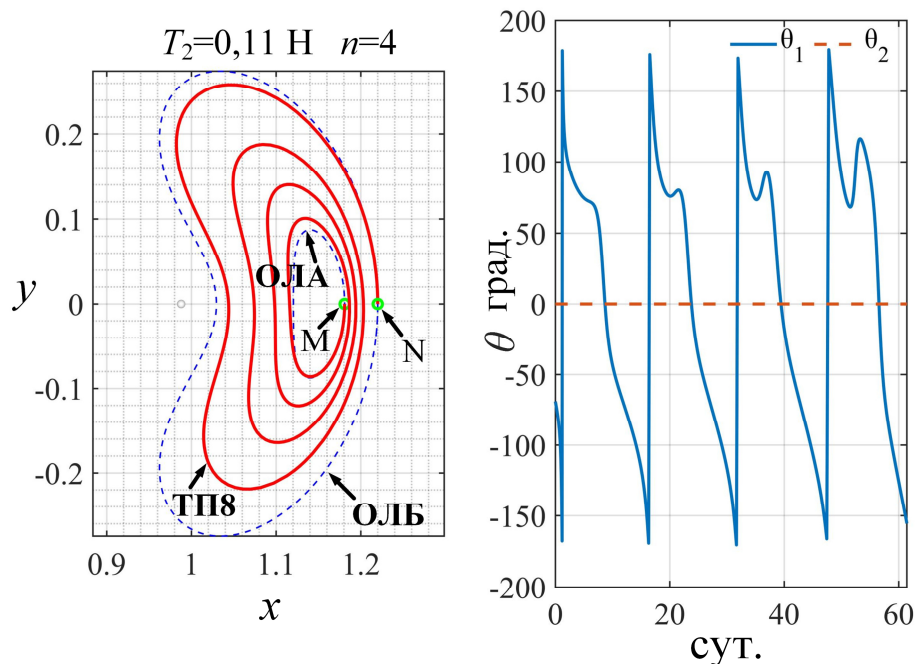 T₂=0,11 Н n=4
0.2
0.1
0
-0.1
-0.2
y
ОЛА
M
N
ТП8
ОЛБ
0.9 1 1.1 1.2
x
200
150
100
50
0
-50
-100
-150
-200
θ град.
θ₁ θ₂
0 20 40 60
сут.